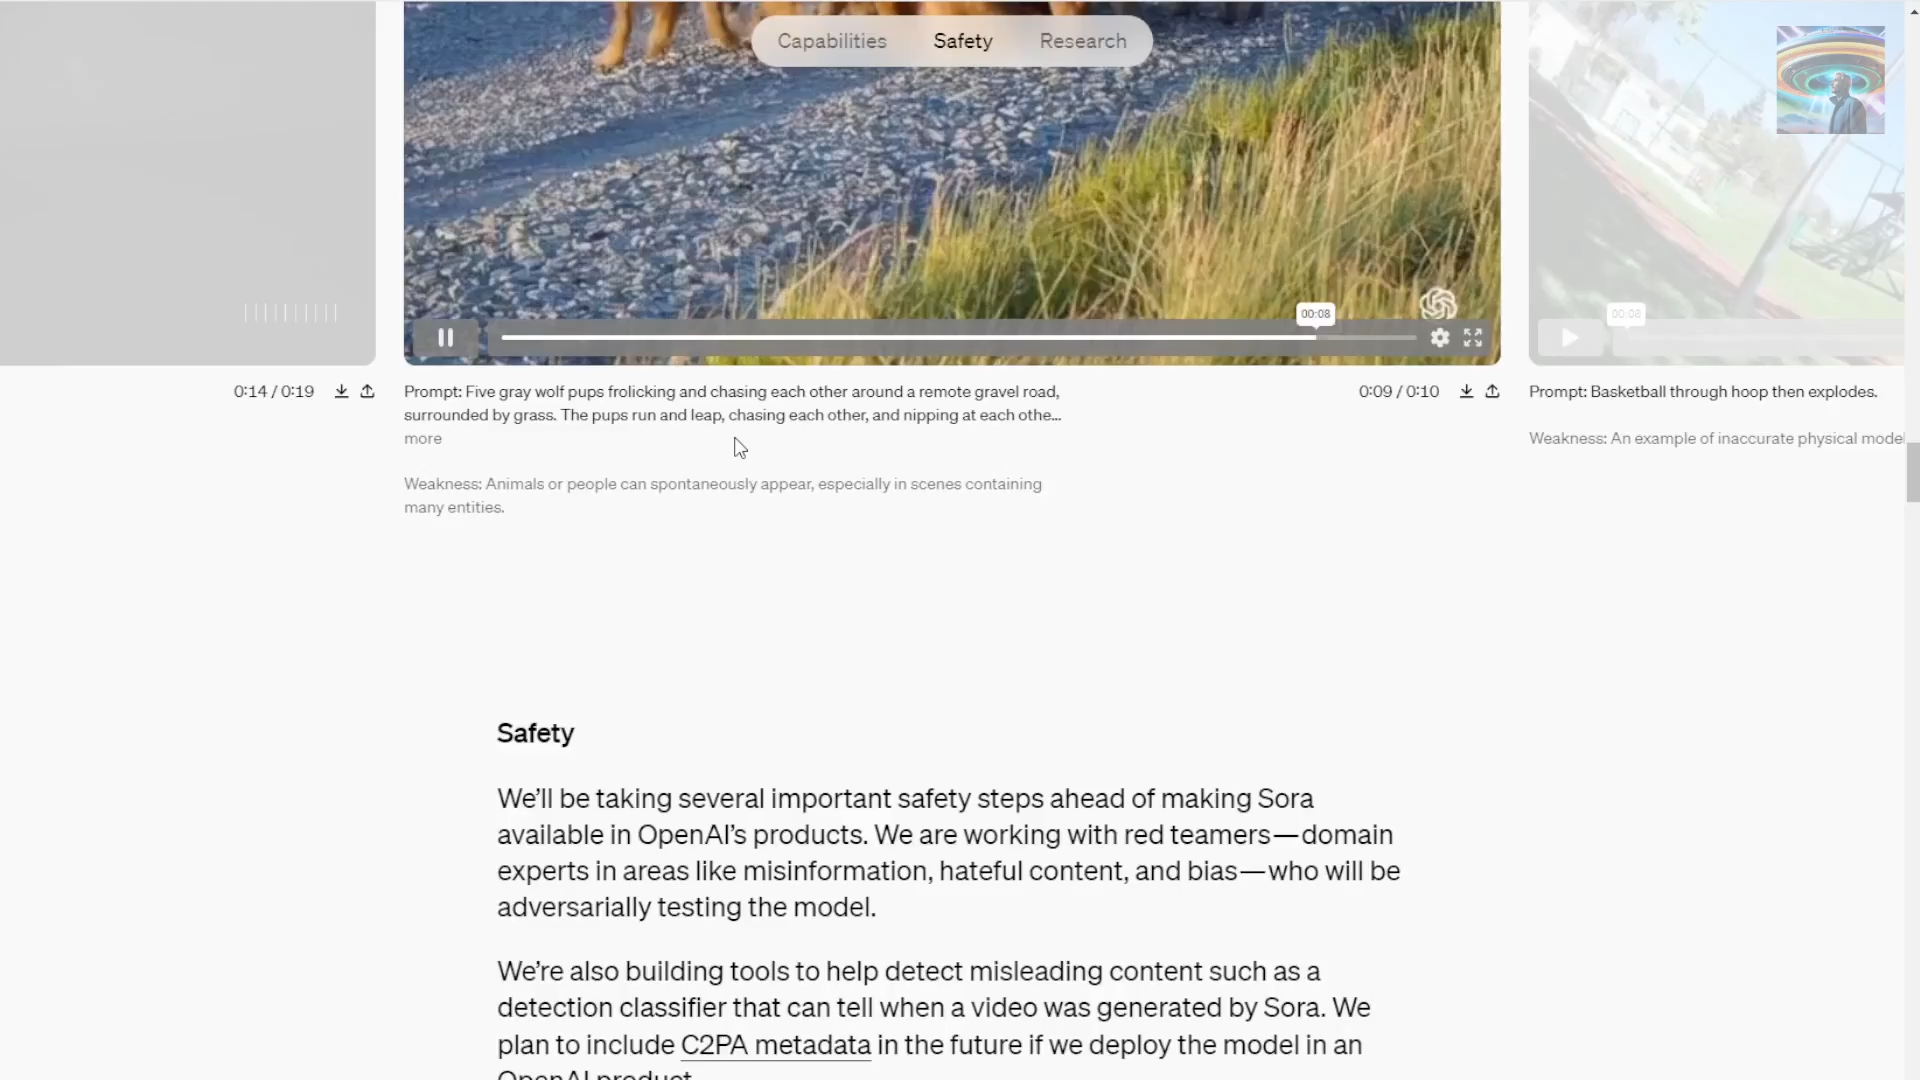 Capabilities
Safety
Research
00:08
00:08
0:14 / 0:19
Prompt: Five gray wolf pups frolicking and chasing each other around a remote gravel road,
surrounded by grass. The pups run and leap, chasing each other, and nipping at each othe...
more
Weakness: Animals or people can spontaneously appear, especially in scenes containing
many entities.
0:09 / 0:10
Prompt: Basketball through hoop then explodes.
Weakness: An example of inaccurate physical model
Safety
We’ll be taking several important safety steps ahead of making Sora
available in OpenAI’s products. We are working with red teamers — domain
experts in areas like misinformation, hateful content, and bias — who will be
adversarially testing the model.
We’re also building tools to help detect misleading content such as a
detection classifier that can tell when a video was generated by Sora. We
plan to include C2PA metadata in the future if we deploy the model in an
OpenAI product.